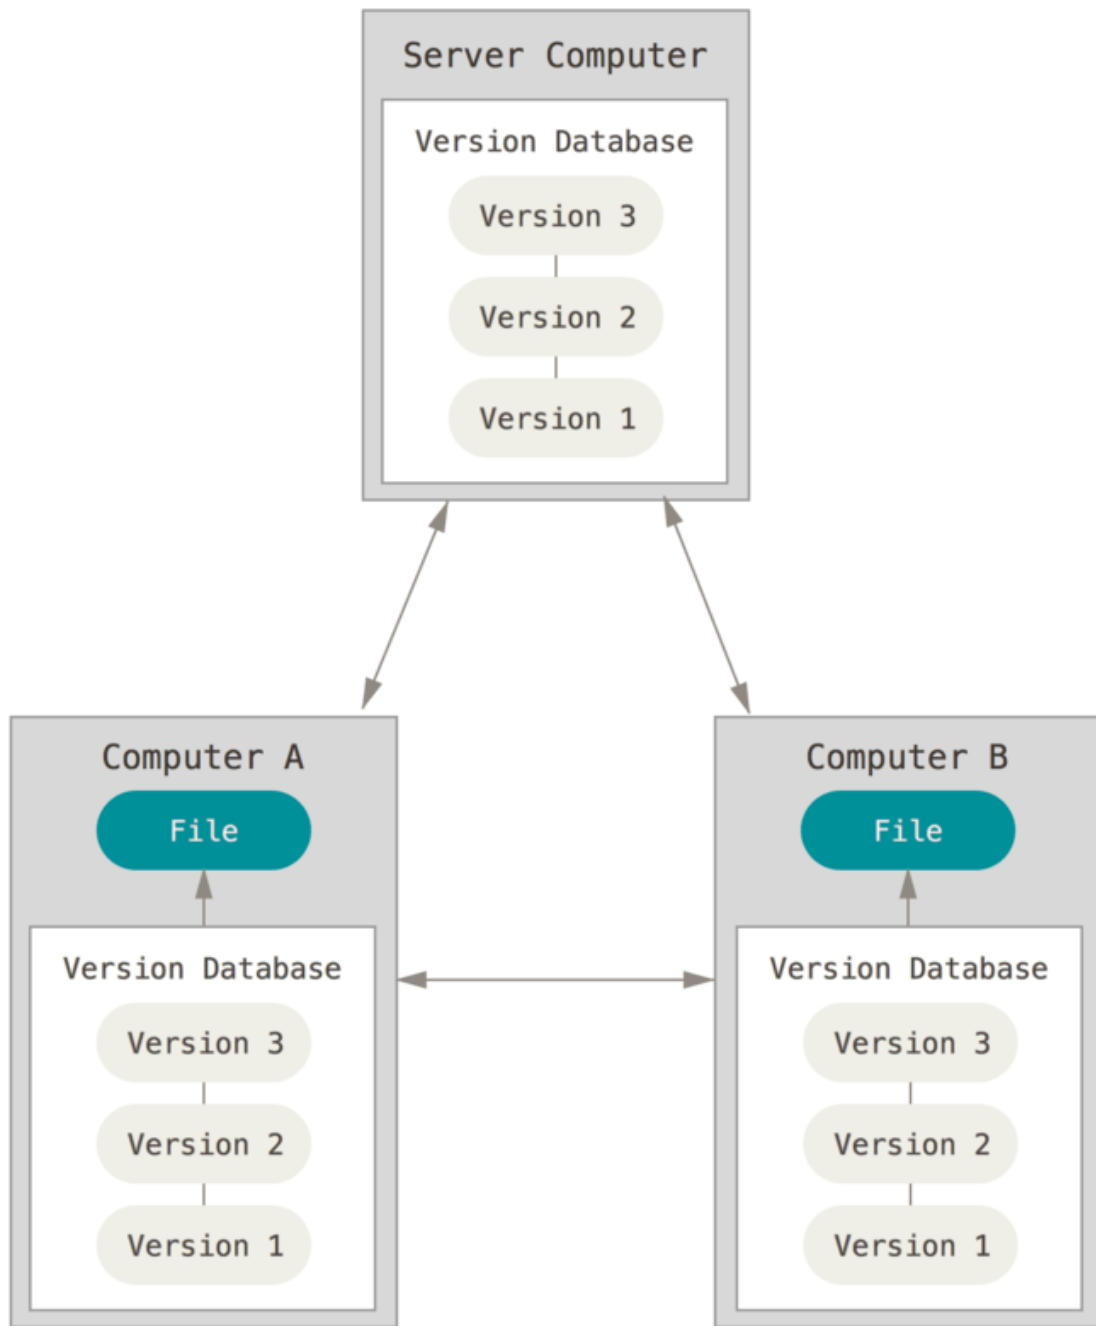 Server Computer
Version Database
Version 3
Version 2
Version 1
Computer A
File
Version Database
Version 3
Version 2
Version 1
Computer B
File
Version Database
Version 3
Version 2
Version 1